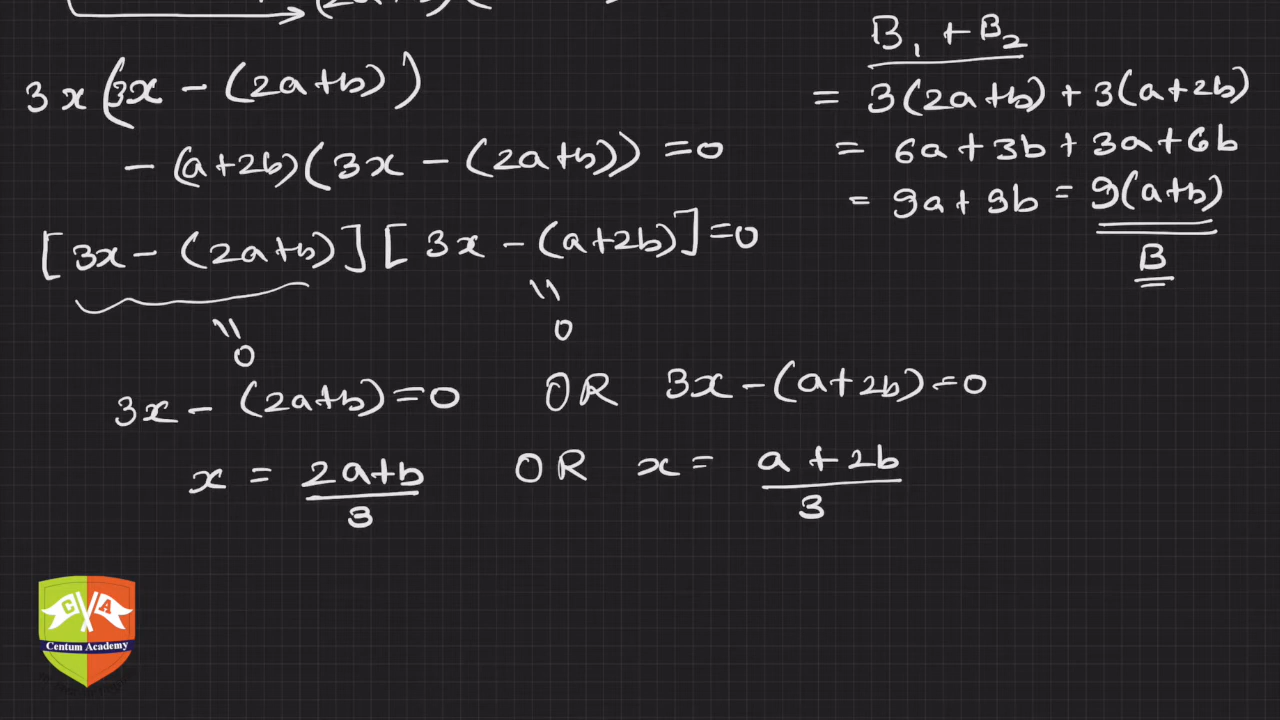 3x(3x - (2a+b))
- (a+2b)(3x - (2a+b)) = 0
[3x - (2a+b)][3x - (a+2b)] = 0
=
0
=
0
3x - (2a+b) = 0 OR 3x - (a+2b) = 0
x = (2a+b)/3 OR x = (a+2b)/3
B₁ + B₂
= 3(2a+b) + 3(a+2b)
= 6a+3b+3a+6b
= 9a+9b = 9(a+b)
B
C A
Centum Academy